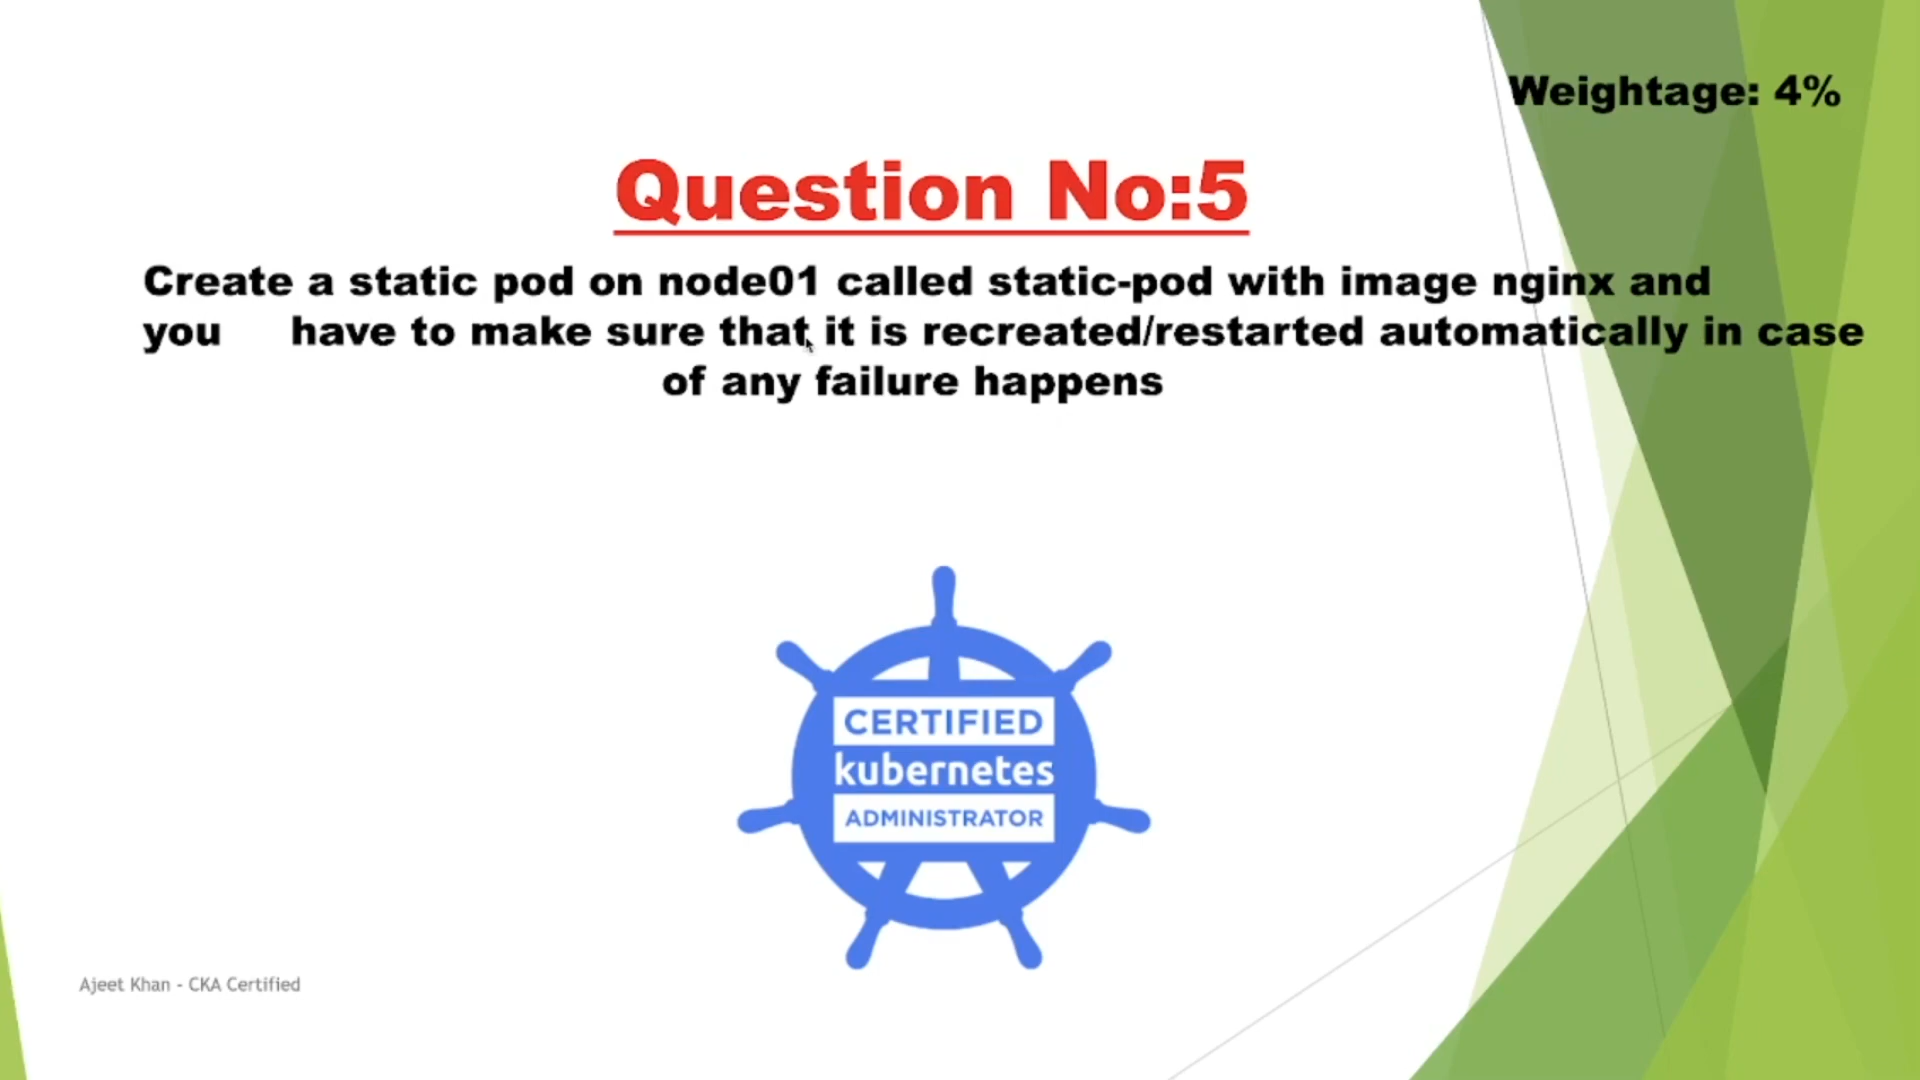 Weightage: 4%
Question No:5
Create a static pod on node01 called static-pod with image nginx and
you have to make sure that it is recreated/restarted automatically in case
of any failure happens
CERTIFIED
kubernetes
ADMINISTRATOR
Ajeet Khan - CKA Certified